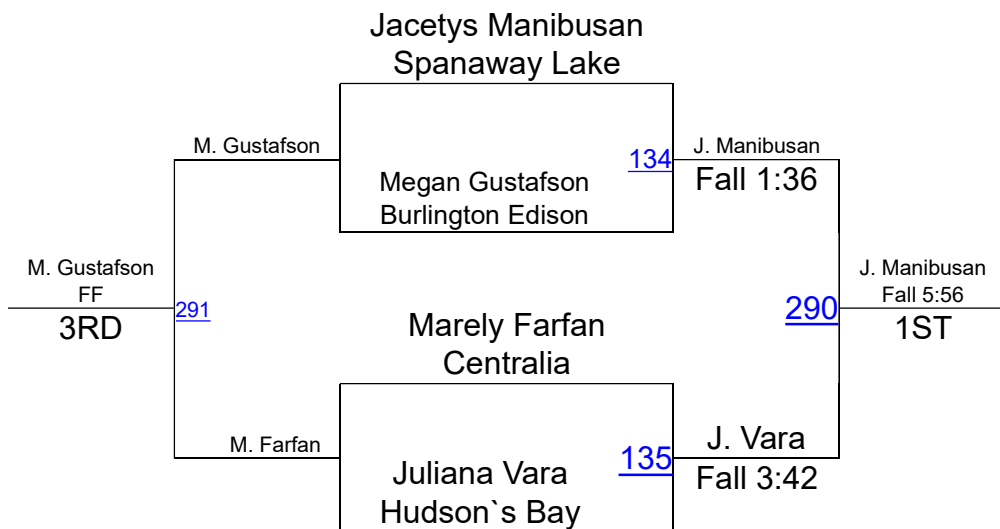 Jacetys Manibusan
Spanaway Lake
M. Gustafson
134
J. Manibusan
Fall 1:36
Megan Gustafson
Burlington Edison
M. Gustafson
FF
3RD
291
290
J. Manibusan
Fall 5:56
1ST
Marely Farfan
Centralia
M. Farfan
135
J. Vara
Fall 3:42
Juliana Vara
Hudson`s Bay